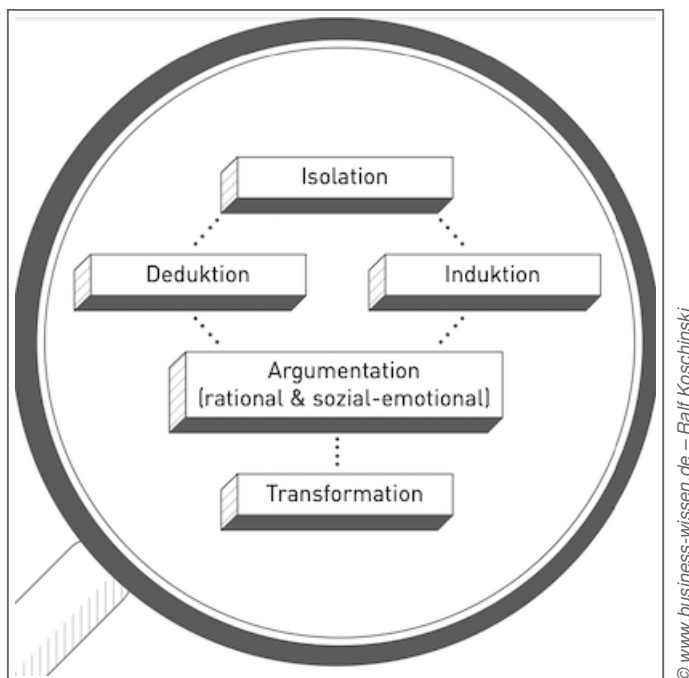 Isolation
Deduktion
Induktion
Argumentation
(rational & sozial-emotional)
Transformation
© www.business-wissen.de – Ralf Koschinski